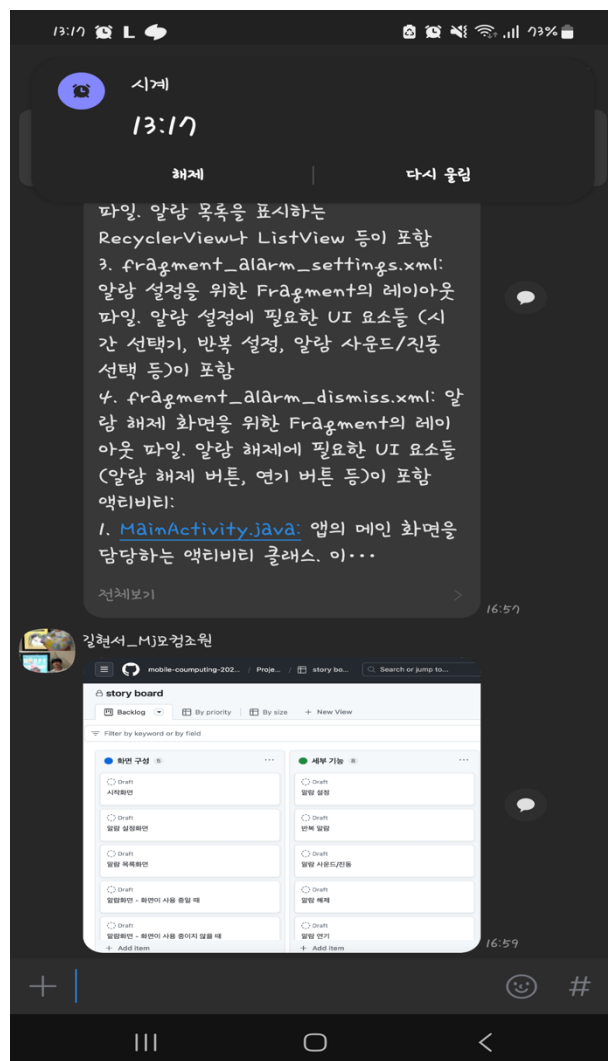 13:17
L
73%
시계
13:17
해제
다시 울림
파일. 알람 목록을 표시하는
RecyclerView나 ListView 등이 포함
3. fragment_alarm_settings.xml:
알람 설정을 위한 Fragment의 레이아웃
파일. 알람 설정에 필요한 UI 요소들 (시
간 선택기, 반복 설정, 알람 사운드/진동
선택 등)이 포함
4. fragment_alarm_dismiss.xml: 알
람 해제 화면을 위한 Fragment의 레이
아웃 파일. 알람 해제에 필요한 UI 요소들
(알람 해제 버튼, 연기 버튼 등)이 포함
액티비티:
1. MainActivity.java: 앱의 메인 화면을
담당하는 액티비티 클래스. 이...
전체보기 >
16:57
길현서_Mj모컴조원
mobile-coumputing-202... / Proje... / story bo... Search or jump to...
story board
Backlog By priority By size + New View
Filter by keyword or by field
화면 구성 5 ...
Draft
시작화면
Draft
알람 설정화면
Draft
알람 목록화면
Draft
알람화면 - 화면이 사용 중일 때
Draft
알람화면 - 화면이 사용 중이지 않을 때
+ Add item
세부 기능 8 ...
Draft
알람 설정
Draft
반복 알람
Draft
알람 사운드/진동
Draft
알람 해제
Draft
알람 연기
+ Add item
16:59
+
#